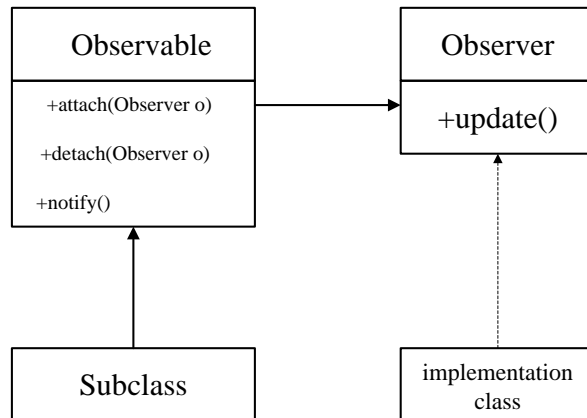 Observable
+attach(Observer o)
+detach(Observer o)
+notify()
Observer
+update()
Subclass
implementation
class